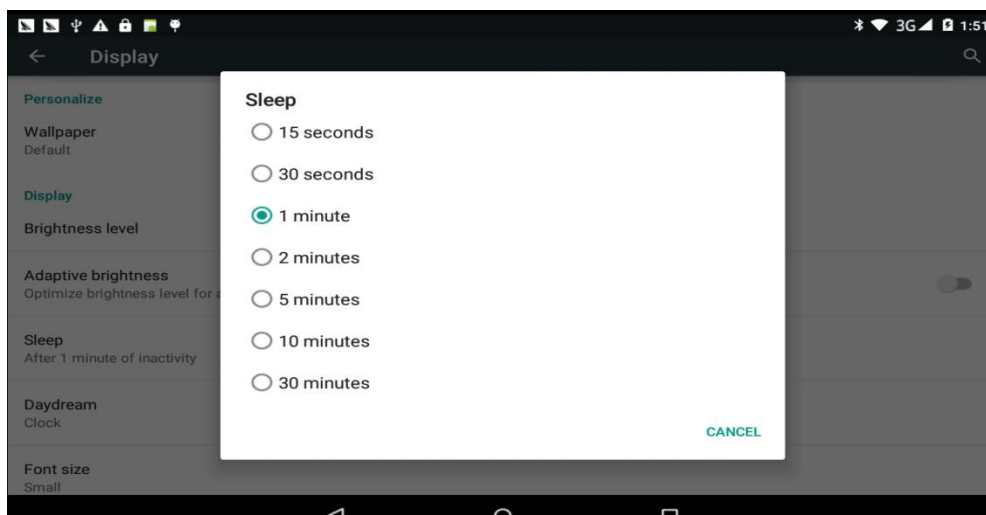 3G 1:51
Display
Personalize
Wallpaper
Default
Display
Brightness level
Adaptive brightness
Optimize brightness level for
Sleep
After 1 minute of inactivity
Daydream
Clock
Font size
Small
Sleep
15 seconds
30 seconds
1 minute
2 minutes
5 minutes
10 minutes
30 minutes
CANCEL